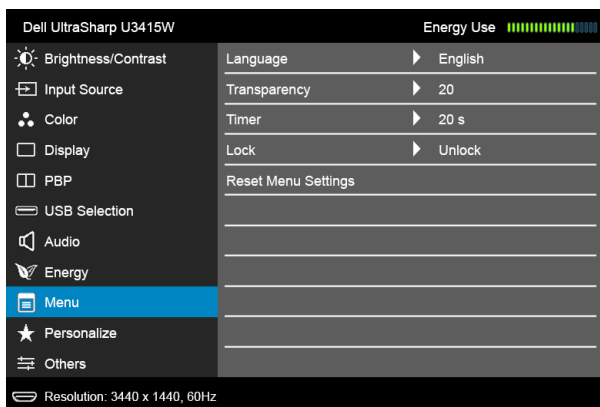 Dell UltraSharp U3415W Energy Use
Brightness/Contrast Language English
Input Source Transparency 20
Color Timer 20 s
Display Lock Unlock
PBP Reset Menu Settings
USB Selection
Audio
Energy
Menu
Personalize
Others
Resolution: 3440 x 1440, 60Hz